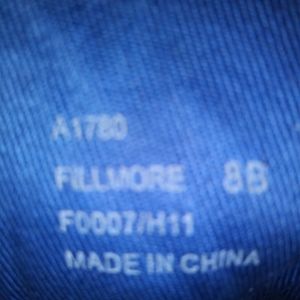 A1780
FILLMORE 8B
F0007/H11
MADE IN CHINA